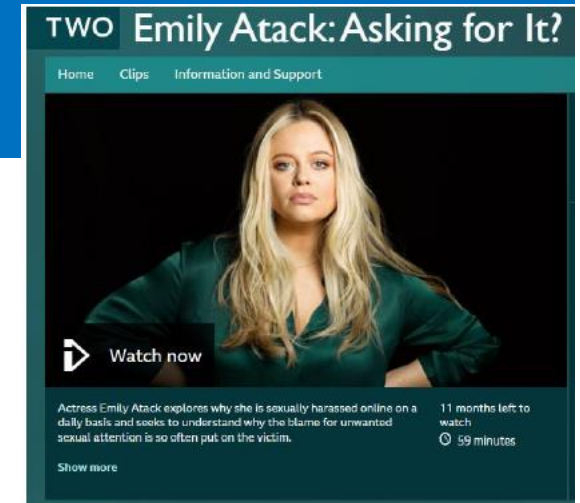 TWO Emily Atack: Asking for It?
Home Clips Information and Support
Watch now
Actress Emily Atack explores why she is sexually harassed online on a
daily basis and seeks to understand why the blame for unwanted
sexual attention is so often put on the victim.
Show more
11 months left to
watch
59 minutes